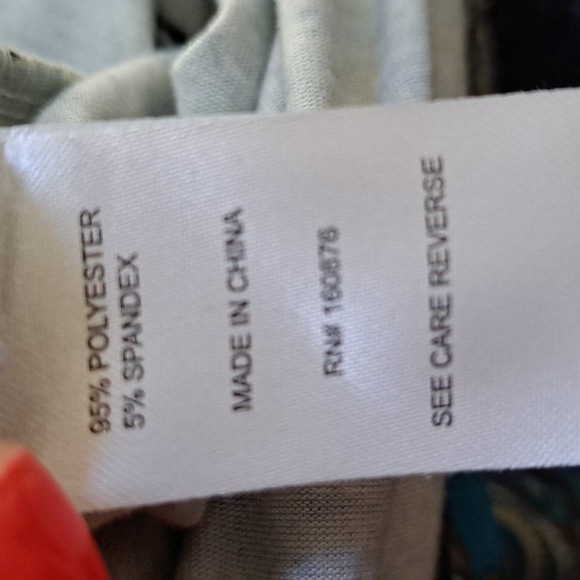 95% POLYESTER
5% SPANDEX
MADE IN CHINA
RN# 160876
SEE CARE REVERSE